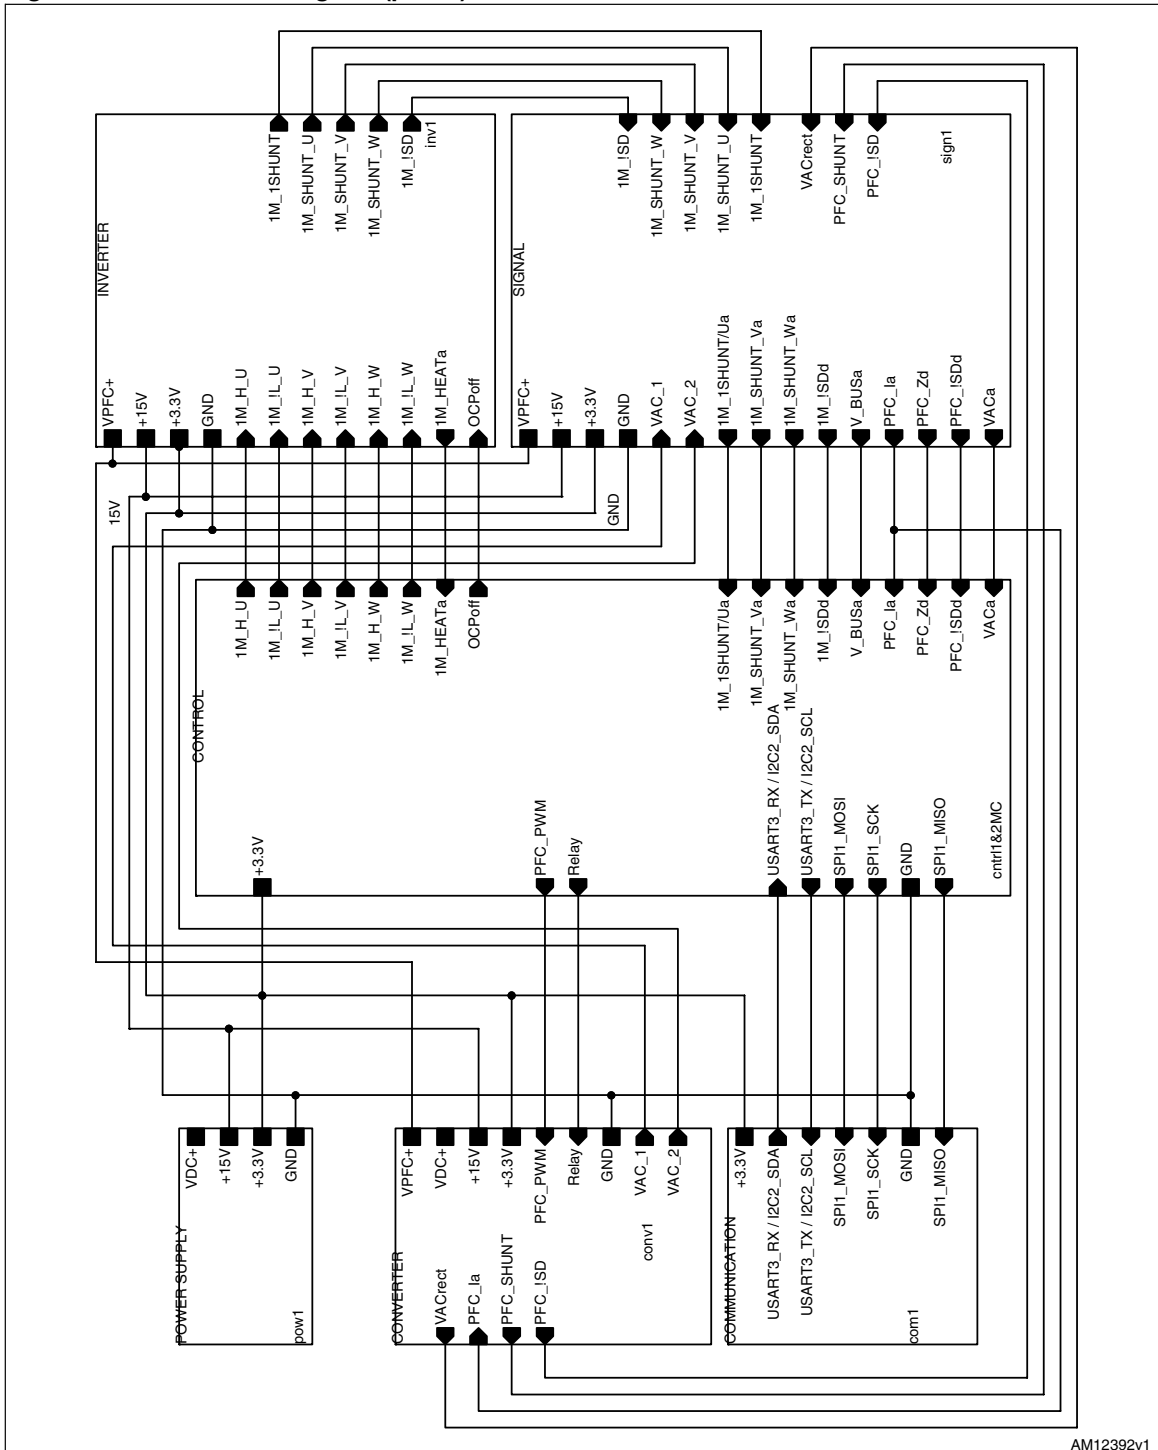 INVERTER
1M_1SHUNT
1M_SHUNT_U
1M_SHUNT_V
1M_SHUNT_W
1M_!SD
inv1
VPFC+
+15V
+3.3V
GND
1M_H_U
1M_!L_U
1M_H_V
1M_!L_V
1M_H_W
1M_!L_W
1M_HEATa
OCPoff
SIGNAL
1M_!SD
1M_SHUNT_W
1M_SHUNT_V
1M_SHUNT_U
1M_1SHUNT
VACrect
PFC_SHUNT
PFC_!SD
sign1
VPFC+
+15V
+3.3V
GND
VAC_1
VAC_2
1M_1SHUNT/Ua
1M_SHUNT_Va
1M_SHUNT_Wa
1M_!SDd
V_BUSa
PFC_Ia
PFC_Zd
PFC_!SDd
VACa
15V
GND
CONTROL
1M_H_U
1M_!L_U
1M_H_V
1M_!L_V
1M_H_W
1M_!L_W
1M_HEATa
OCPoff
1M_1SHUNT/Ua
1M_SHUNT_Va
1M_SHUNT_Wa
1M_!SDd
V_BUSa
PFC_Ia
PFC_Zd
PFC_!SDd
VACa
+3.3V
PFC_PWM
Relay
USART3_RX / I2C2_SDA
USART3_TX / I2C2_SCL
SPI1_MOSI
SPI1_SCK
GND
SPI1_MISO
cntrl1&2MC
POWER SUPPLY
VDC+
+15V
+3.3V
GND
pow1
CONVERTER
VPFC+
VDC+
+15V
+3.3V
PFC_PWM
Relay
GND
VAC_1
VAC_2
VACrect
PFC_Ia
PFC_SHUNT
PFC_!SD
conv1
COMMUNICATION
+3.3V
USART3_RX / I2C2_SDA
USART3_TX / I2C2_SCL
SPI1_MOSI
SPI1_SCK
GND
SPI1_MISO
com1
AM12392v1